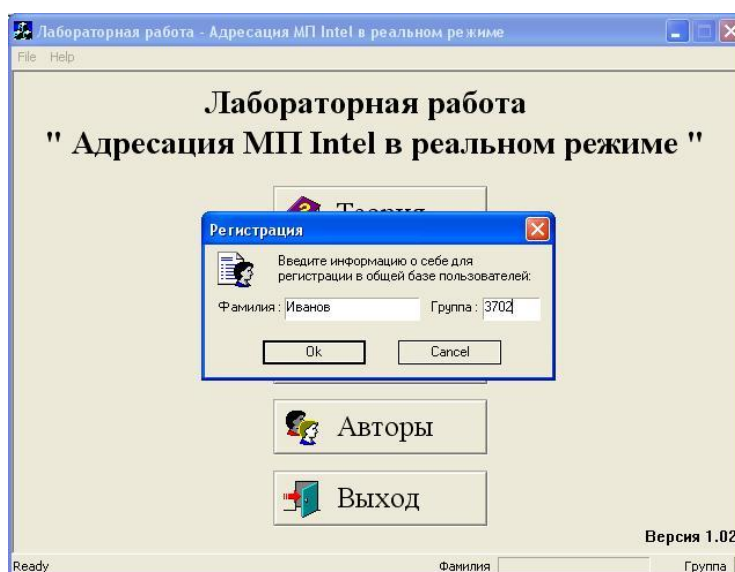 Лабораторная работа - Адресация МП Intel в реальном режиме
File Help
Лабораторная работа
" Адресация МП Intel в реальном режиме "
Теория
Регистрация
Введите информацию о себе для
регистрации в общей базе пользователей:
Фамилия : Иванов Группа : 3702
Ok Cancel
Авторы
Выход
Версия 1.02
Ready Фамилия Группа